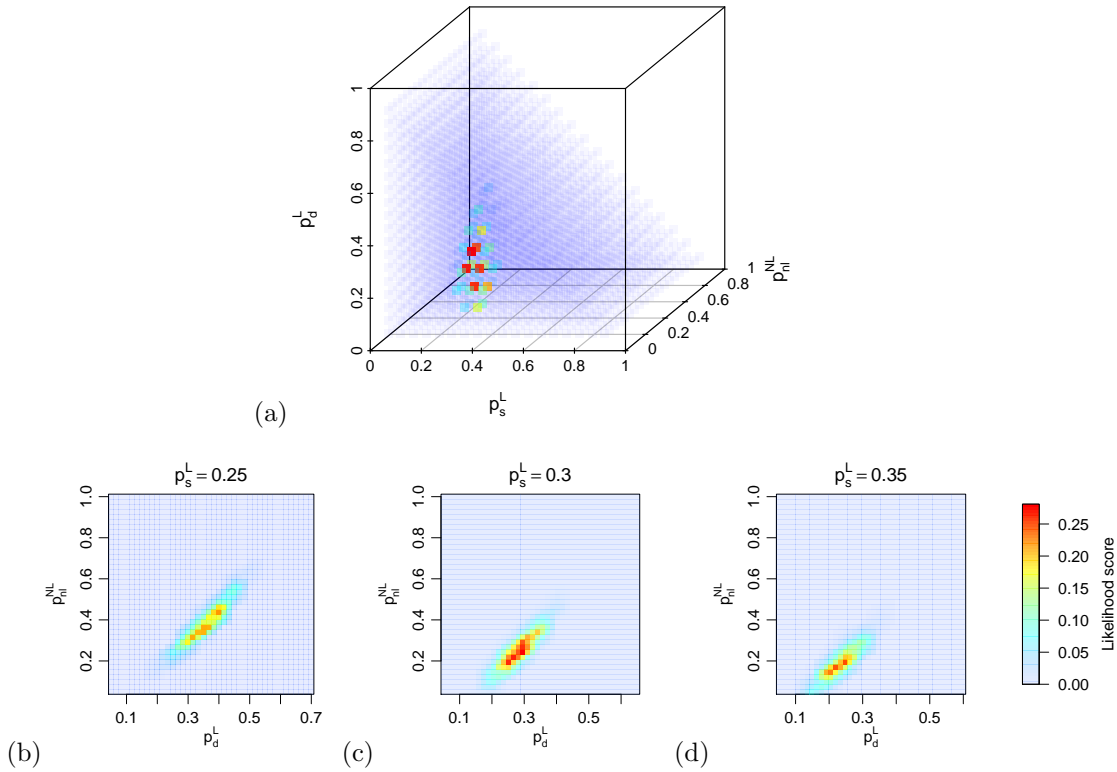 0 0.2 0.4 0.6 0.8 1
p_d^L
0 0.2 0.4 0.6 0.8 1
p_s^L
0 0.2 0.4 0.6 0.8 1
p_nl^NL
(a)
p_s^L = 0.25
0.2 0.4 0.6 0.8 1.0
p_nl^NL
0.1 0.3 0.5 0.7
p_d^L
(b)
p_s^L = 0.3
0.2 0.4 0.6 0.8 1.0
p_nl^NL
0.1 0.3 0.5
p_d^L
(c)
p_s^L = 0.35
0.2 0.4 0.6 0.8 1.0
p_nl^NL
0.1 0.3 0.5
p_d^L
(d)
0.25
0.20
0.15
0.10
0.05
0.00
Likelihood score